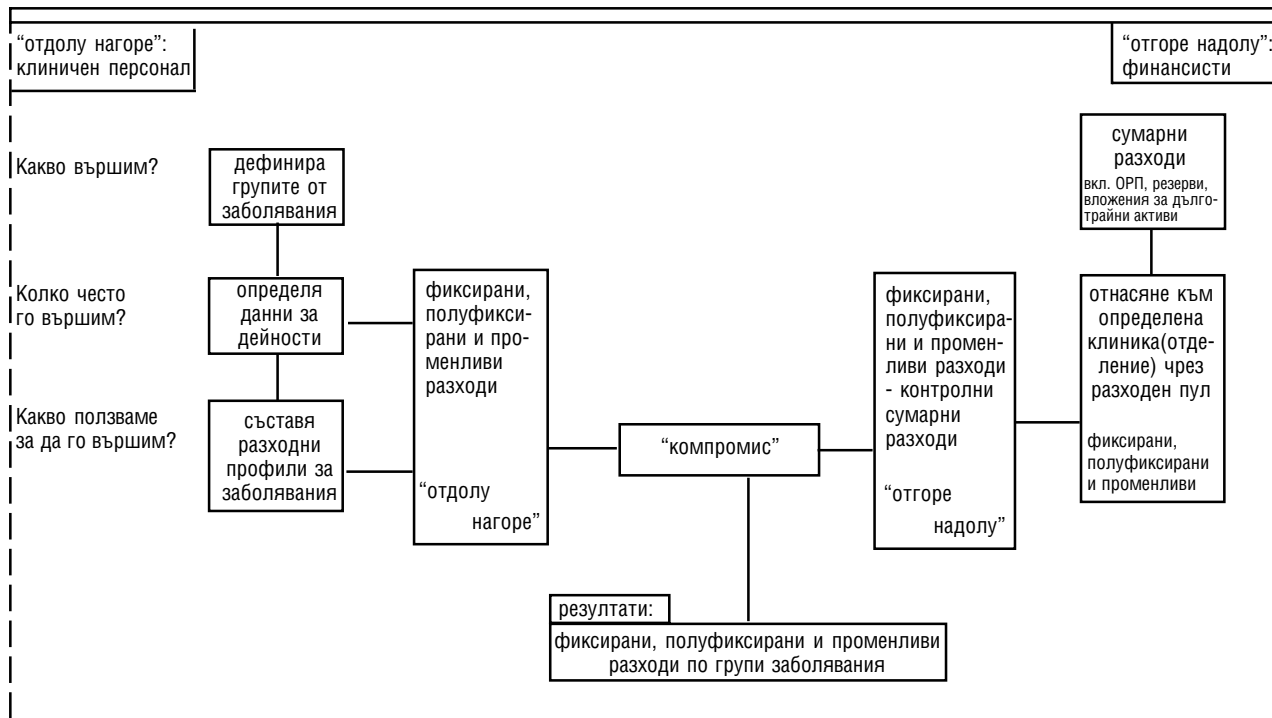 “отдолу нагоре”:
клиничен персонал
“отгоре надолу”:
финансисти
Какво вършим?
дефинира
групите от
заболявания
сумарни
разходи
вкл. ОРП, резерви,
вложения за дълго-
трайни активи
Колко често
го вършим?
определя
данни за
дейности
фиксирани,
полуфикси-
рани и про-
менливи
разходи
“отдолу
нагоре”
фиксирани,
полуфиксира-
ни и промен-
ливи разходи
- контролни
сумарни
разходи
“отгоре
надолу”
отнасяне към
определена
клиника(отде-
ление) чрез
разходен пул
фиксирани,
полуфиксирани
и променливи
Какво ползваме
за да го вършим?
съставя
разходни
профили за
заболявания
“компромис”
резултати:
фиксирани, полуфиксирани и променливи
разходи по групи заболявания